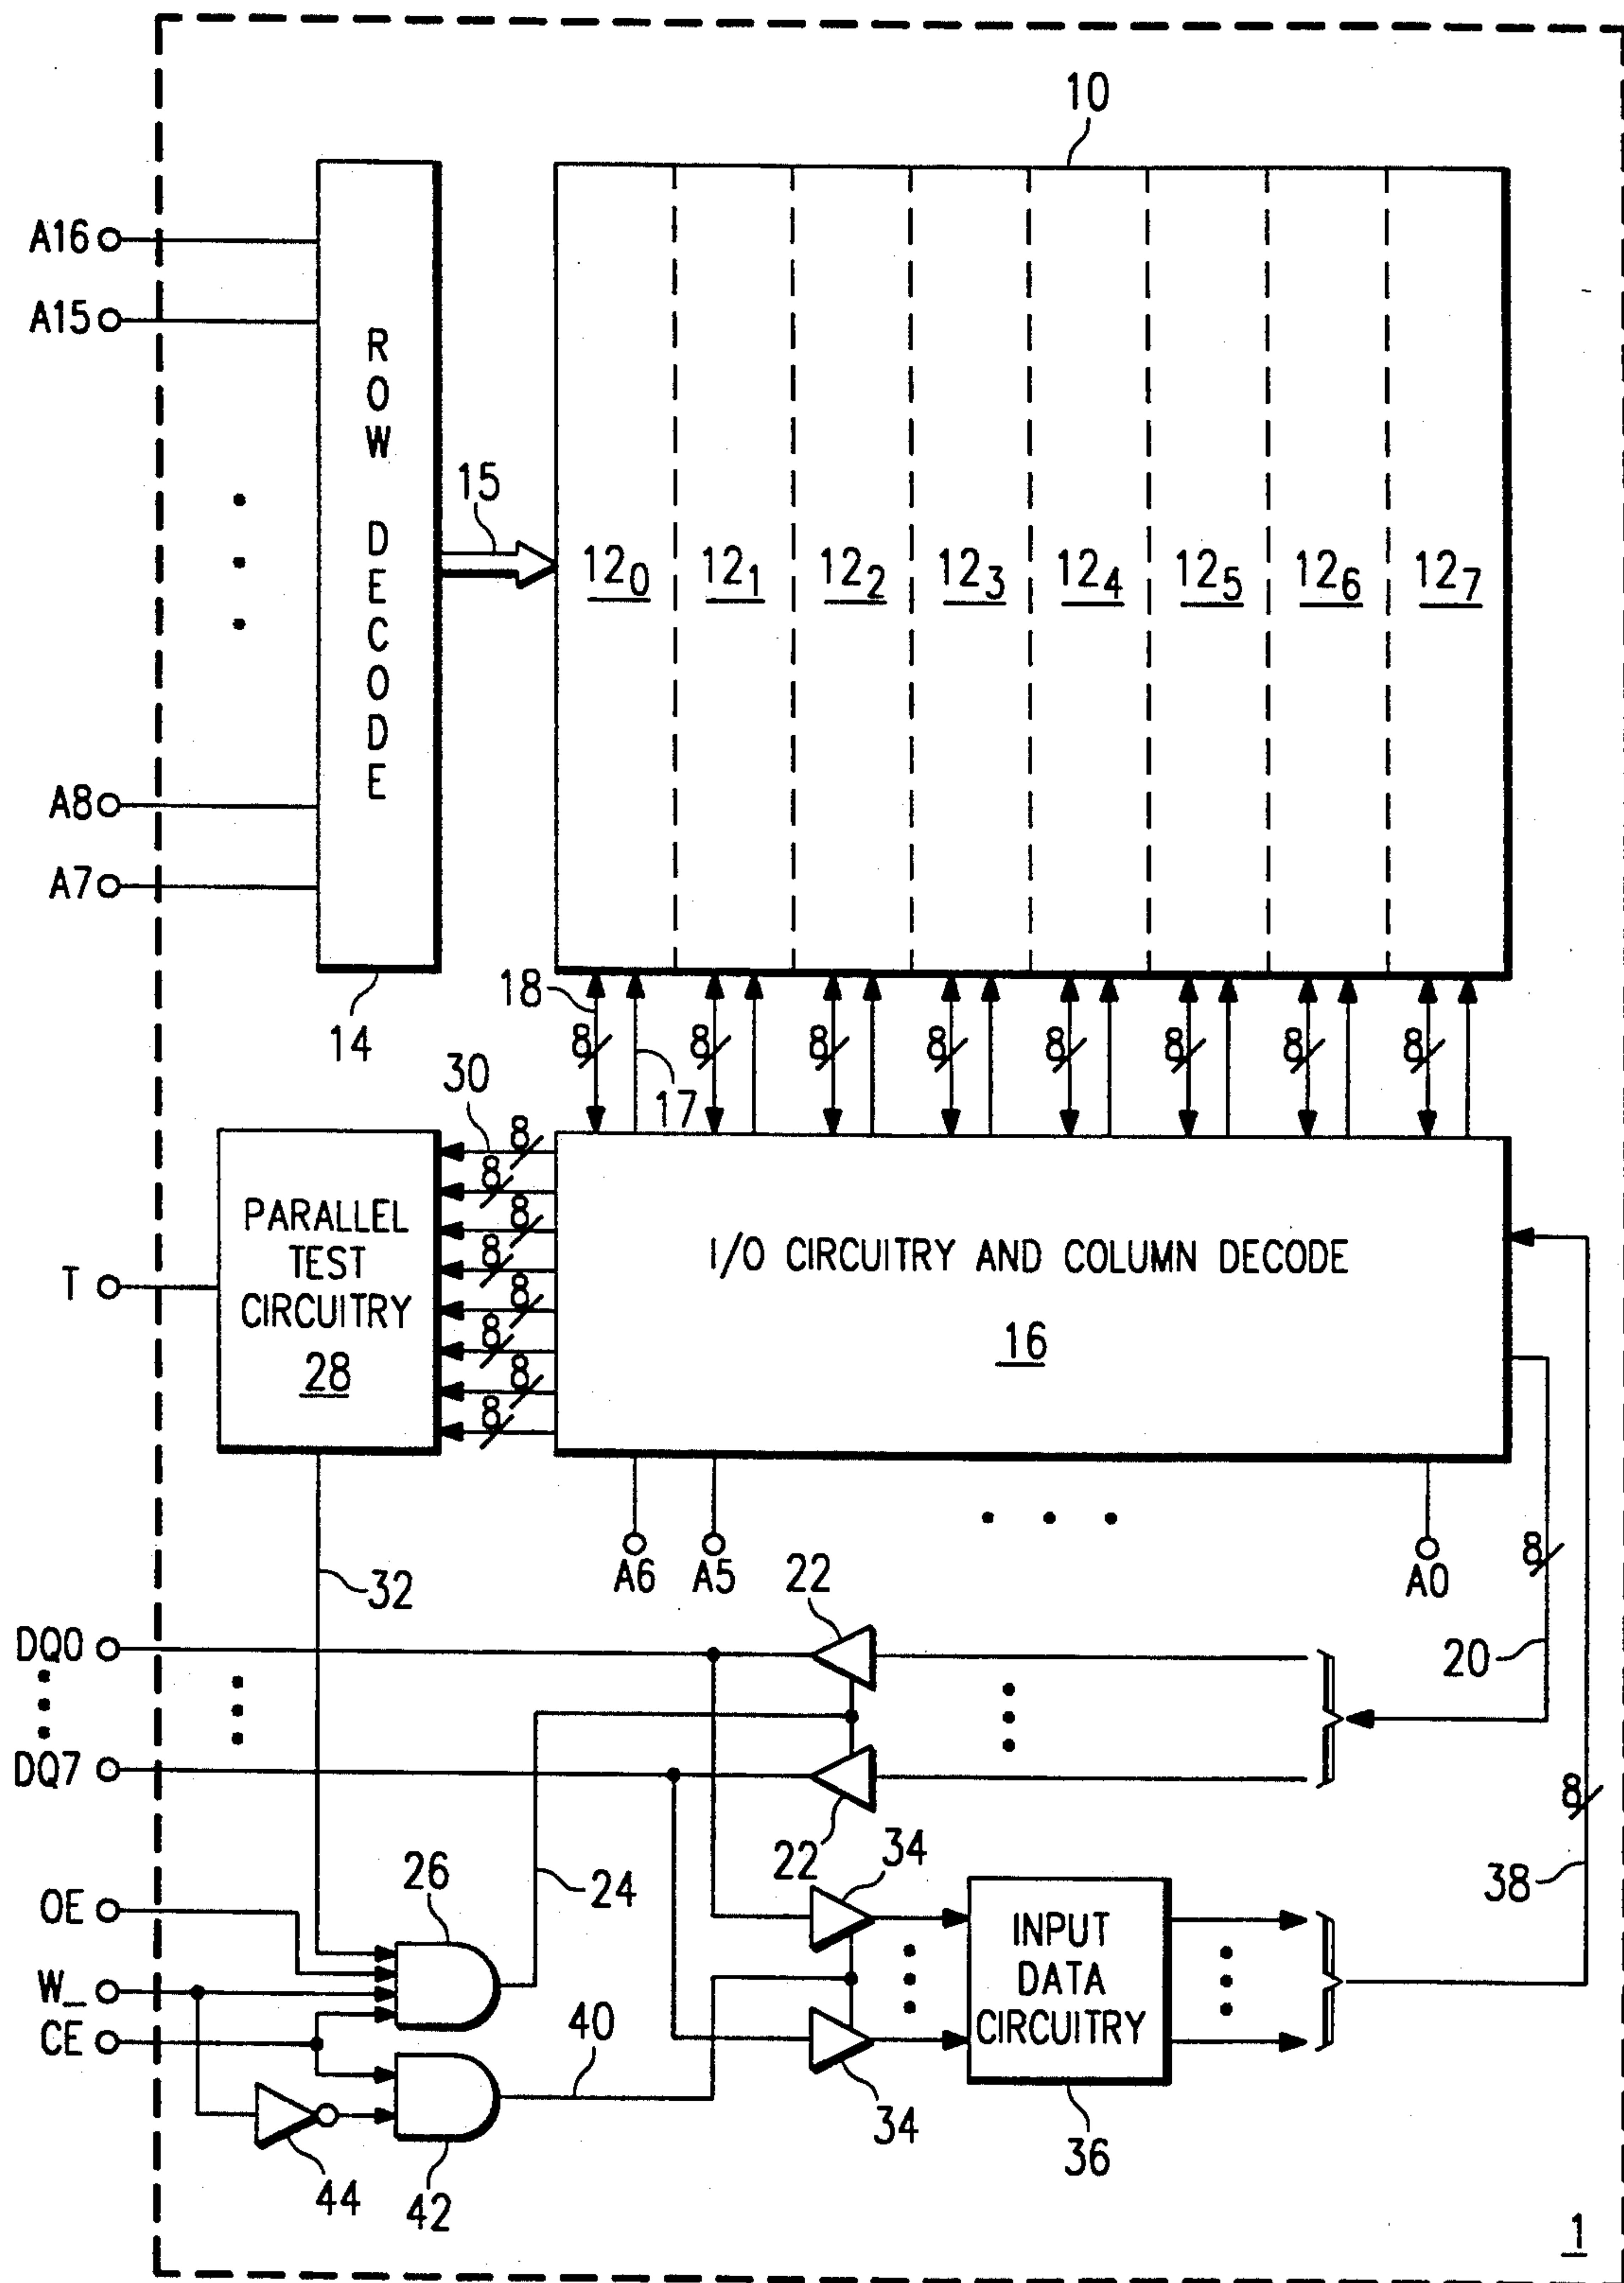 10
A16
A15
ROW DECODE
15
12₀ 12₁ 12₂ 12₃ 12₄ 12₅ 12₆ 12₇
A8
A7
14
18
8 8 8 8 8 8 8 8
17
30
8
8
8
8
8
8
8
8
PARALLEL
TEST
CIRCUITRY
28
T
I/O CIRCUITRY AND COLUMN DECODE
16
A6 A5 A0
8
32
22
20
DQ0
DQ7
22
8
34
26
24
38
OE
W_
CE
INPUT
DATA
CIRCUITRY
40
34
36
44
42
1